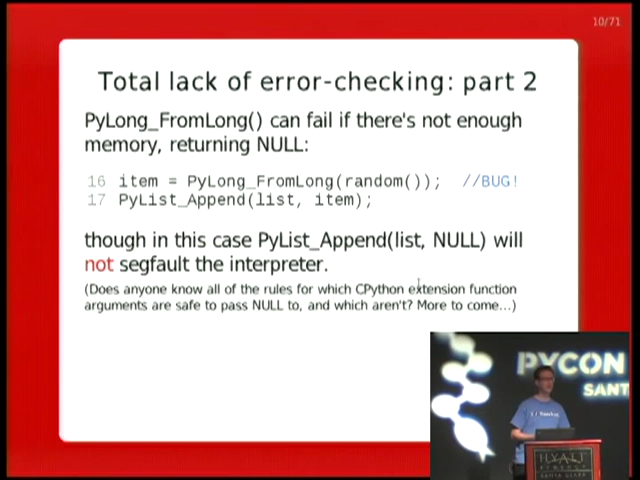 10/71
Total lack of error-checking: part 2
PyLong_FromLong() can fail if there's not enough
memory, returning NULL:
16 item = PyLong_FromLong(random()); //BUG!
17 PyList_Append(list, item);
though in this case PyList_Append(list, NULL) will
not segfault the interpreter.
(Does anyone know all of the rules for which CPython extension function
arguments are safe to pass NULL to, and which aren't? More to come...)
PYCON
SANT
HYATT
REGENCY
SANTA CLARA